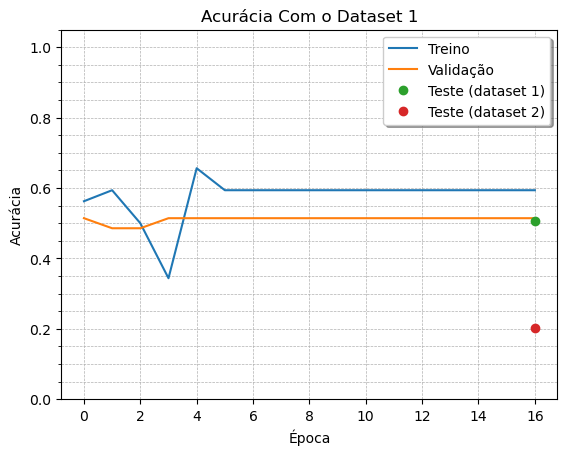 Acurácia Com o Dataset 1
Treino
Validação
Teste (dataset 1)
Teste (dataset 2)
Acurácia
1.0
0.8
0.6
0.4
0.2
0.0
0 2 4 6 8 10 12 14 16
Época